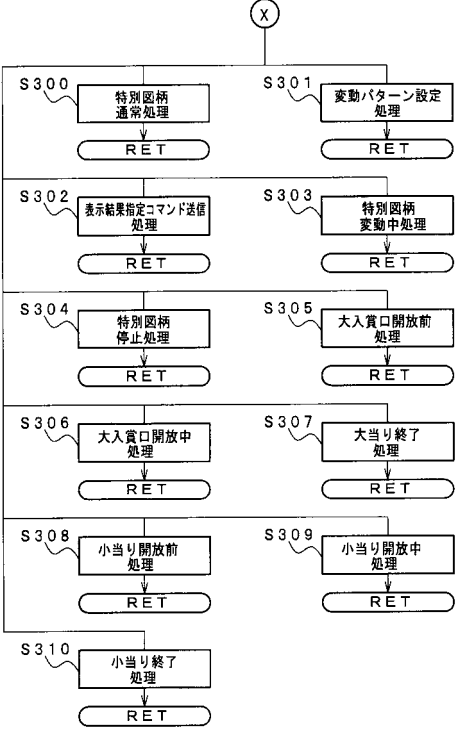 X
S300
特別図柄
通常処理
RET
S301
変動パターン設定
処理
RET
S302
表示結果指定コマンド送信
処理
RET
S303
特別図柄
変動中処理
RET
S304
特別図柄
停止処理
RET
S305
大入賞口開放前
処理
RET
S306
大入賞口開放中
処理
RET
S307
大当り終了
処理
RET
S308
小当り開放前
処理
RET
S309
小当り開放中
処理
RET
S310
小当り終了
処理
RET